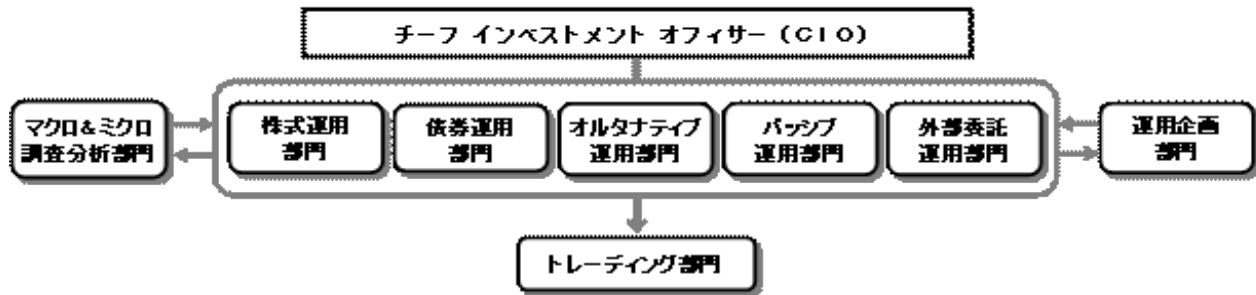 チーフ インベストメント オフィサー（CIO）
マクロ＆ミクロ
調査分析部門
株式運用
部門
債券運用
部門
オルタナティブ
運用部門
パッシブ
運用部門
外部委託
運用部門
運用企画
部門
トレーディング部門